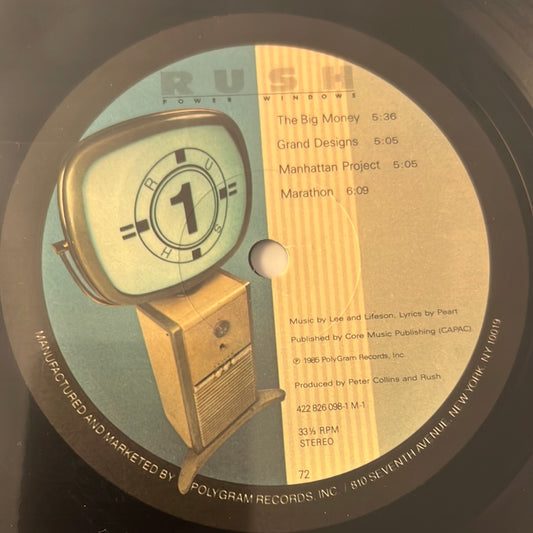 RUSH
POWER WINDOWS
The Big Money 5:36
Grand Designs 5:05
Manhattan Project 5:05
Marathon 6:09
RUSH
1
Music by Lee and Lifeson. Lyrics by Peart
Published by Core Music Publishing (CAPAC).
℗ 1985 PolyGram Records, Inc.
Produced by Peter Collins and Rush
422 826 098-1 M-1
33⅓ RPM
STEREO
72
MANUFACTURED AND MARKETED BY POLYGRAM RECORDS, INC. / 810 SEVENTH AVENUE, NEW YORK, NY 10019